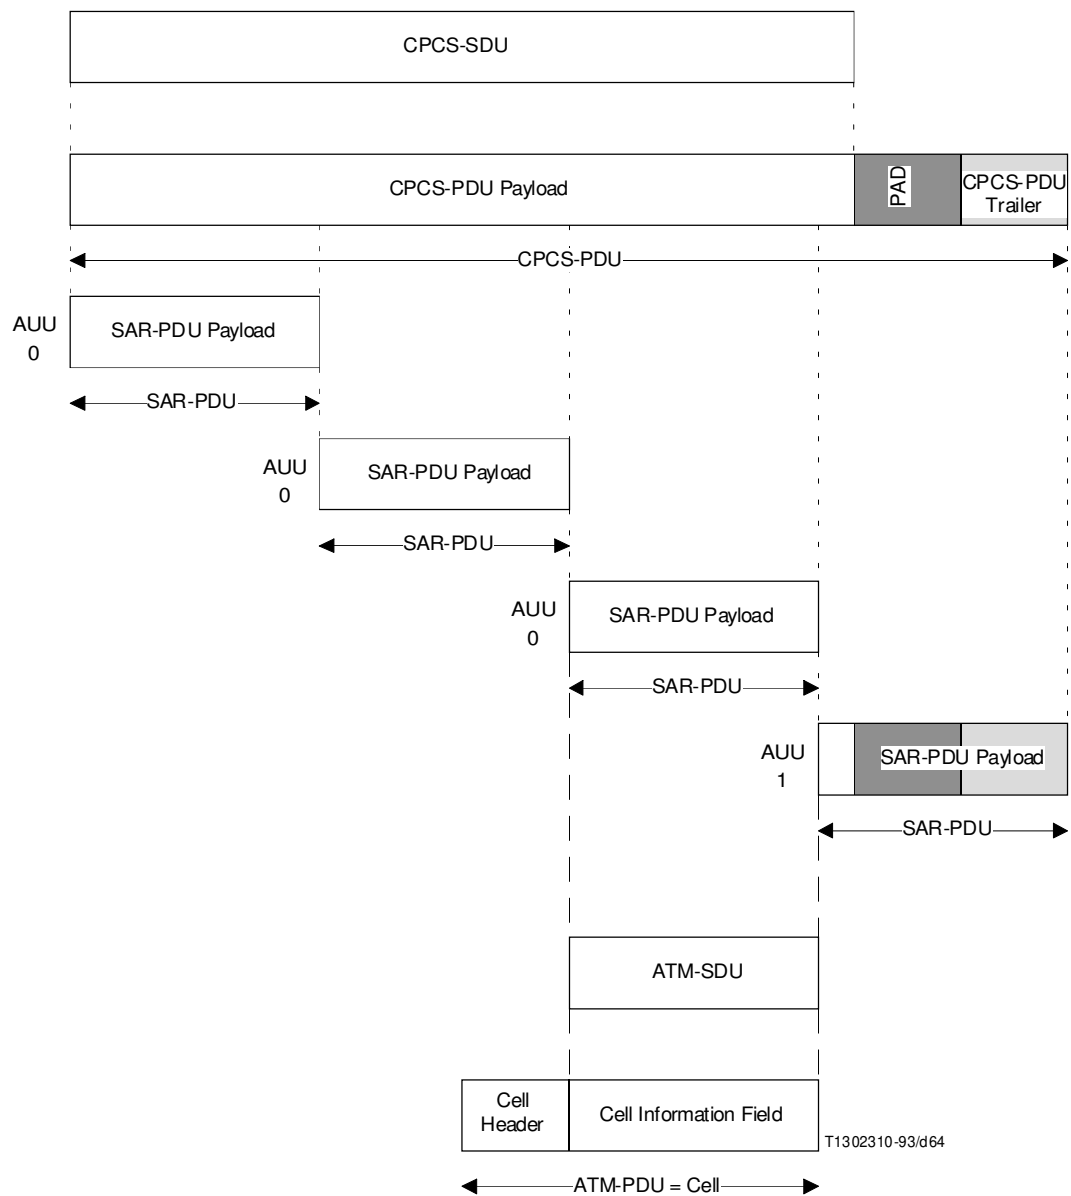 CPCS-SDU
CPCS-PDU Payload
PAD
CPCS-PDU
Trailer
CPCS-PDU
AUU
0
SAR-PDU Payload
SAR-PDU
AUU
0
SAR-PDU Payload
SAR-PDU
AUU
0
SAR-PDU Payload
SAR-PDU
AUU
1
SAR-PDU Payload
SAR-PDU
ATM-SDU
Cell
Header
Cell Information Field
T1302310-93/d64
ATM-PDU = Cell